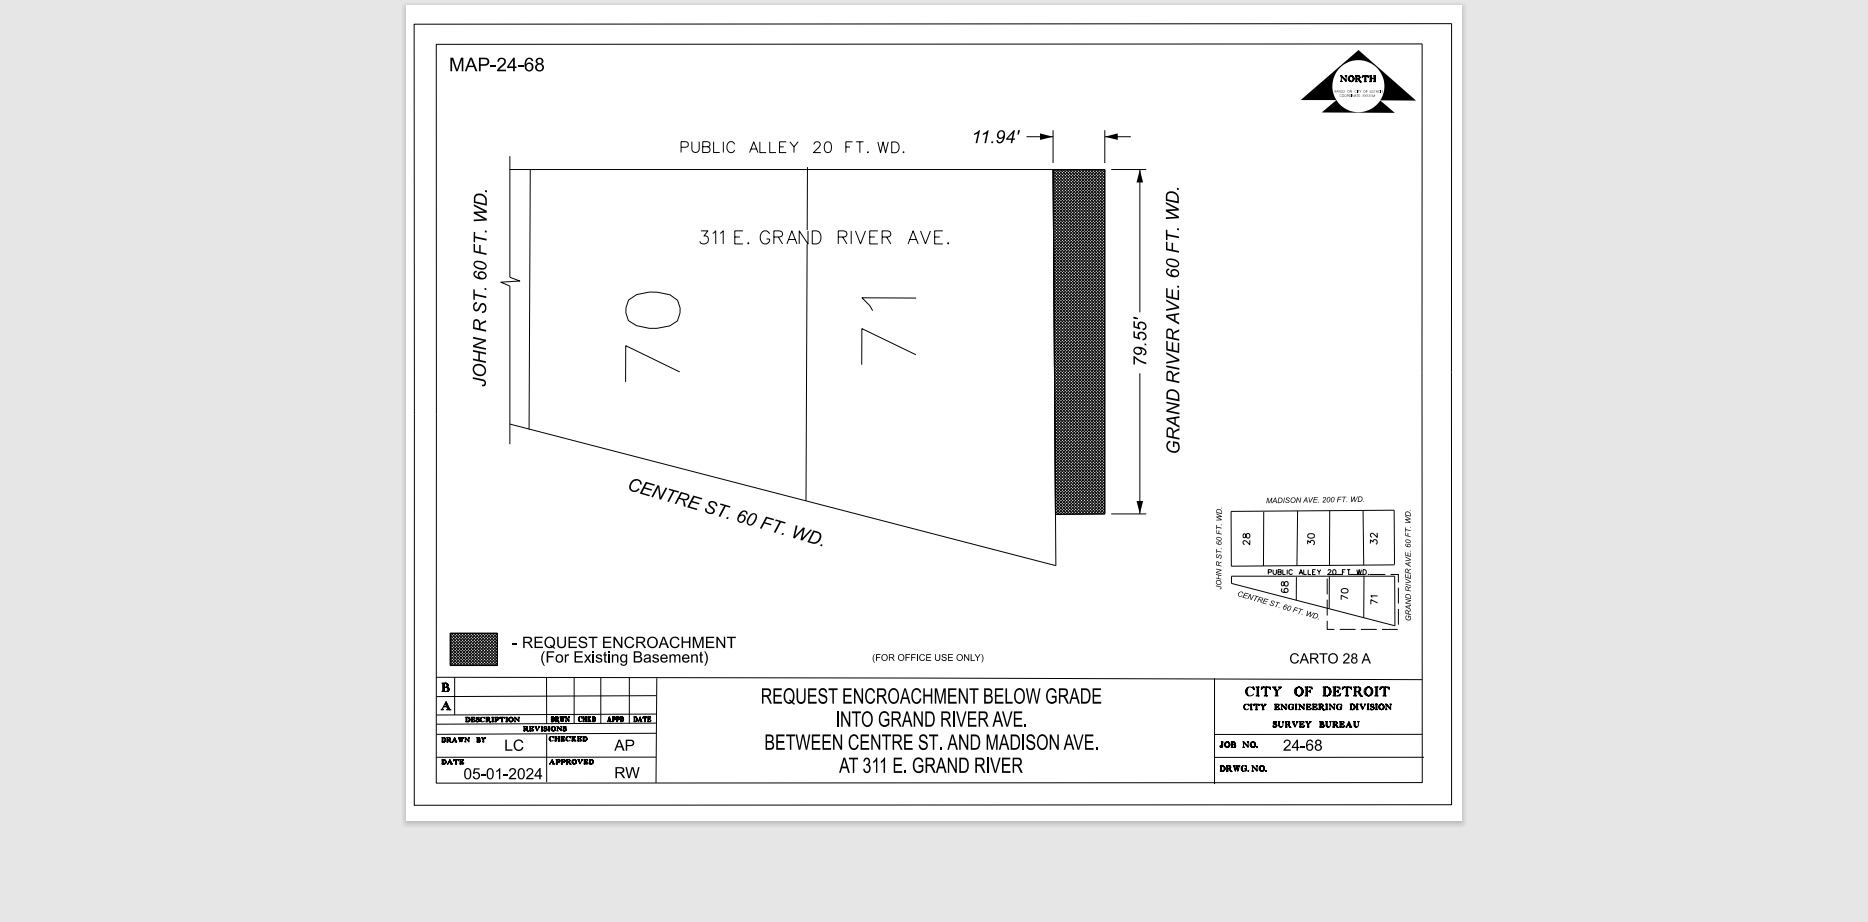 MAP-24-68
NORTH
PUBLIC ALLEY 20 FT. WD.
11.94'
JOHN R ST. 60 FT. WD.
311 E. GRAND RIVER AVE.
70
71
79.55'
GRAND RIVER AVE. 60 FT. WD.
CENTRE ST. 60 FT. WD.
MADISON AVE. 200 FT. WD.
JOHN R ST. 60 FT. WD.
28
30
32
GRAND RIVER AVE. 60 FT. WD.
PUBLIC ALLEY 20 FT. WD.
68
70
71
CENTRE ST. 60 FT. WD.
CARTO 28 A
- REQUEST ENCROACHMENT
(For Existing Basement)
(FOR OFFICE USE ONLY)
B
A
DESCRIPTION DRWN CHKD APPD DATE
REVISIONS
DRAWN BY LC CHECKED AP
DATE 05-01-2024 APPROVED RW
REQUEST ENCROACHMENT BELOW GRADE
INTO GRAND RIVER AVE.
BETWEEN CENTRE ST. AND MADISON AVE.
AT 311 E. GRAND RIVER
CITY OF DETROIT
CITY ENGINEERING DIVISION
SURVEY BUREAU
JOB NO. 24-68
DRWG. NO.